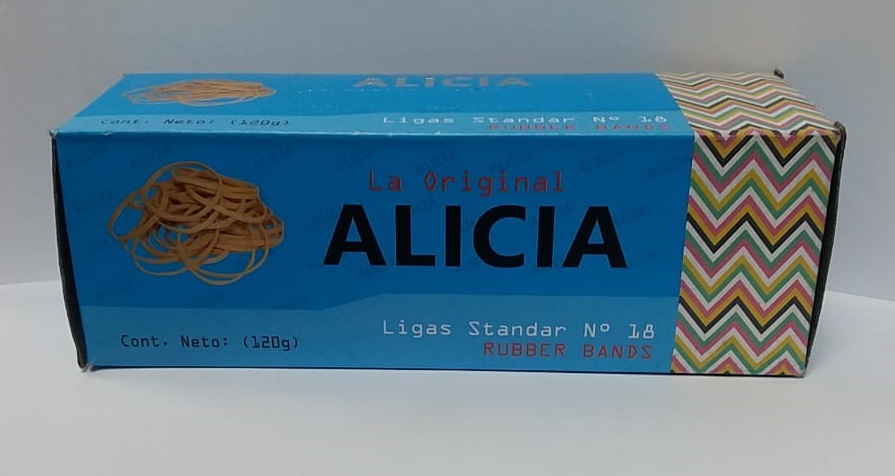 ALICIA
Cont. Neto: (120g)
Ligas Standar Nº 18
RUBBER BANDS
La Original
ALICIA
Cont. Neto: (120g)
Ligas Standar Nº 18
RUBBER BANDS